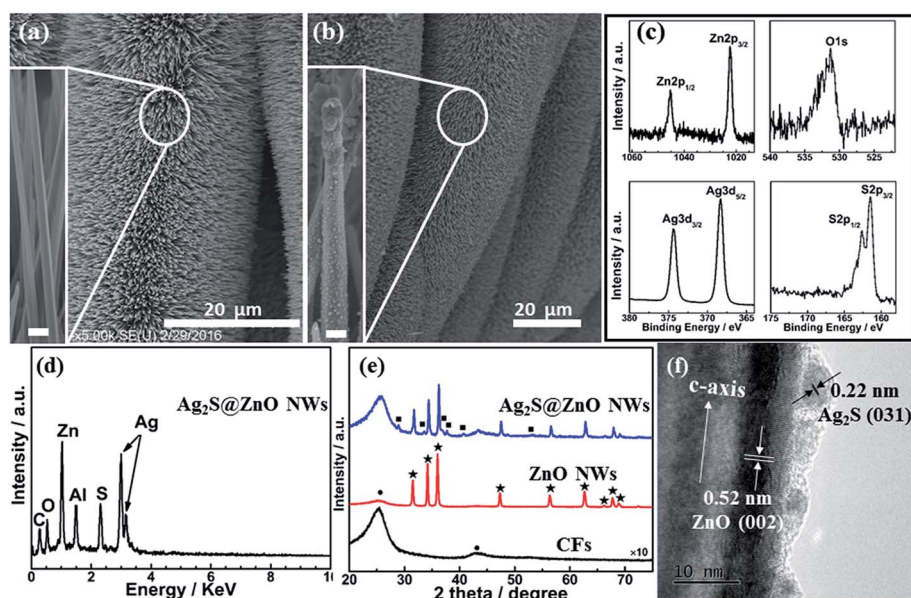 (a)
20 μm
x5.00k SE(U) 2/29/2016
(b)
20 μm
(c)
Intensity / a.u.
Zn2p3/2
Zn2p1/2
1060 1040 1020
O1s
540 535 530 525
Ag3d5/2
Ag3d3/2
380 375 370 365
Binding Energy / eV
S2p3/2
S2p1/2
175 170 165 160
Binding Energy / eV
Intensity / a.u.
(d)
Intensity / a.u.
Ag2S@ZnO NWs
Ag
Zn
Al
S
C
O
0 2 4 6 8 10
Energy / KeV
(e)
Intensity / a.u.
Ag2S@ZnO NWs
ZnO NWs
CFs
×10
20 30 40 50 60 70
2 theta / degree
(f)
c-axis
0.22 nm
Ag2S (031)
0.52 nm
ZnO (002)
10 nm